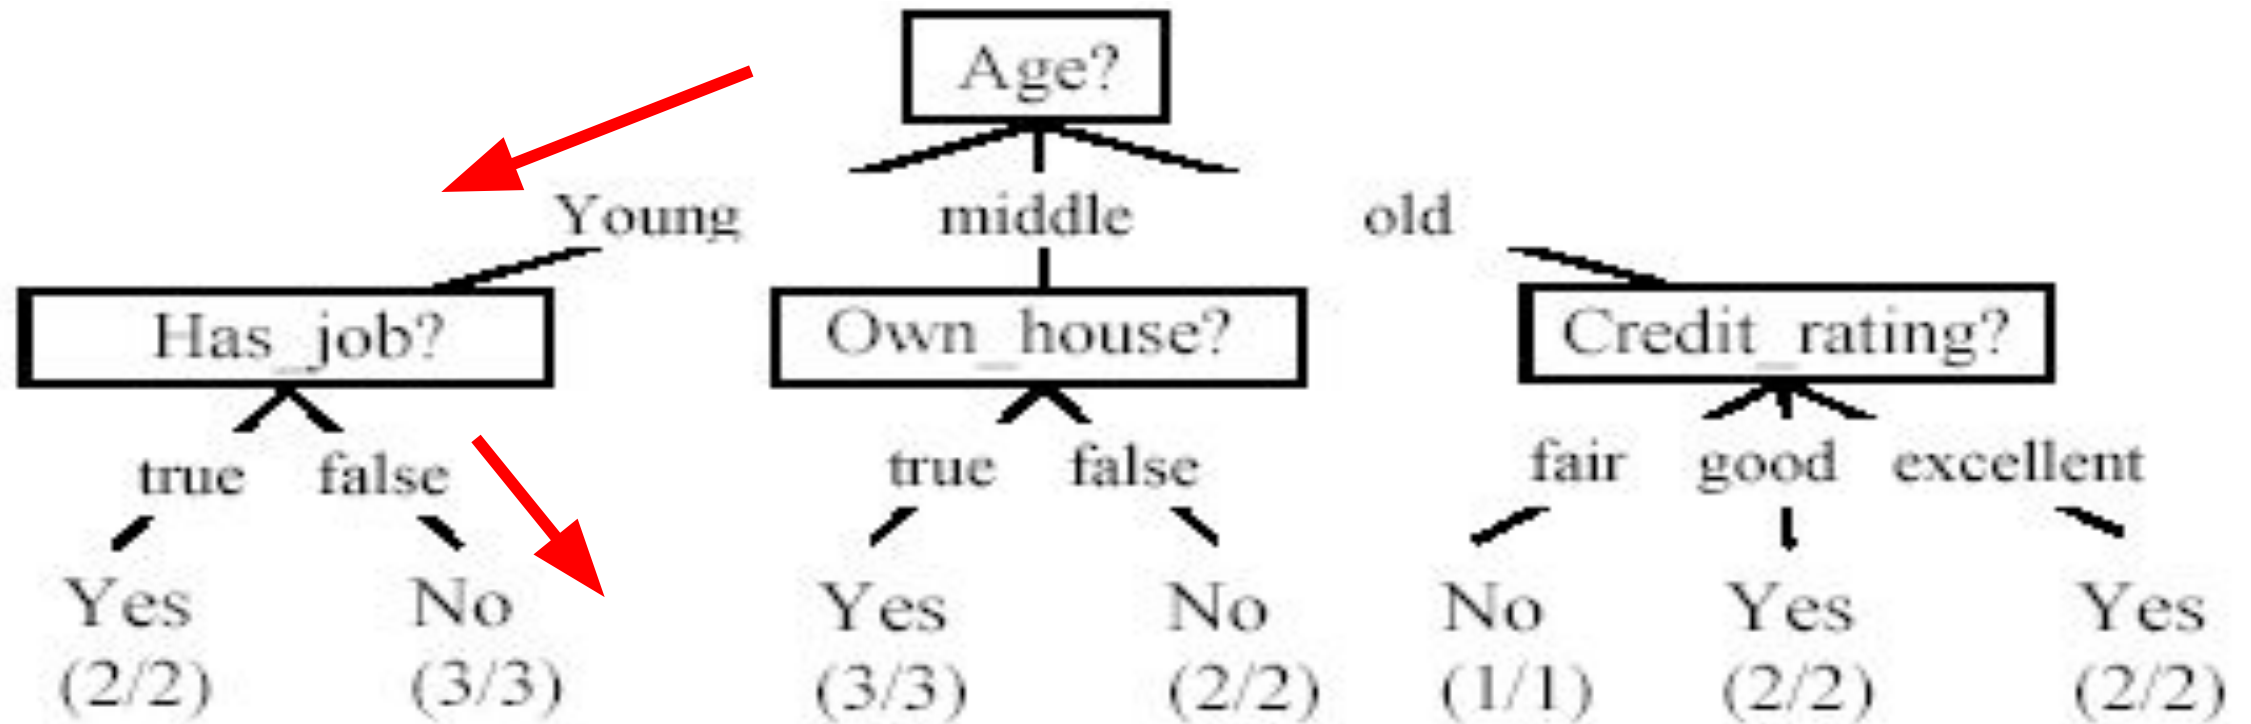 Age?
Young middle old
Has_job? Own_house? Credit_rating?
true false true false fair good excellent
Yes No Yes No No Yes Yes
(2/2) (3/3) (3/3) (2/2) (1/1) (2/2) (2/2)